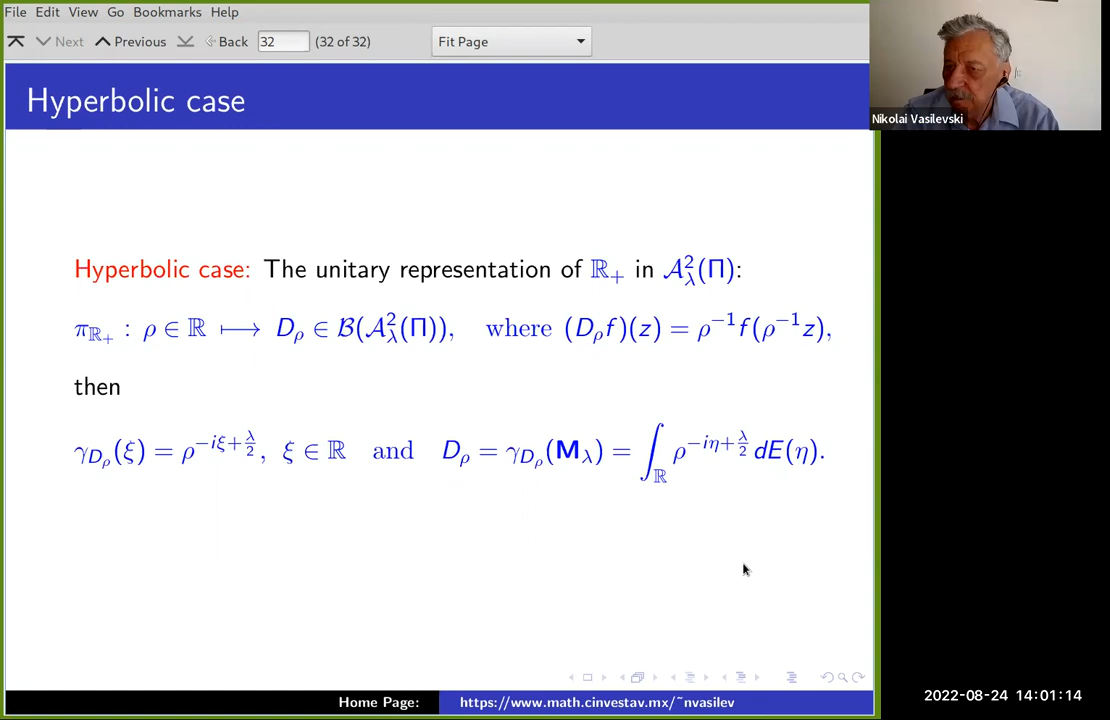 File Edit View Go Bookmarks Help
Next Previous Back 32 (32 of 32) Fit Page
Nikolai Vasilevski
Hyperbolic case
Hyperbolic case: The unitary representation of ℝ₊ in 𝒜²_λ(Π):
π_{ℝ₊} : ρ ∈ ℝ ⟼ D_ρ ∈ ℬ(𝒜²_λ(Π)), where (D_ρ f)(z) = ρ⁻¹f(ρ⁻¹z),
then
γ_{D_ρ}(ξ) = ρ^{−iξ+λ/2}, ξ ∈ ℝ and D_ρ = γ_{D_ρ}(M_λ) = ∫_ℝ ρ^{−iη+λ/2} dE(η).
Home Page: https://www.math.cinvestav.mx/~nvasilev
2022-08-24 14:01:14